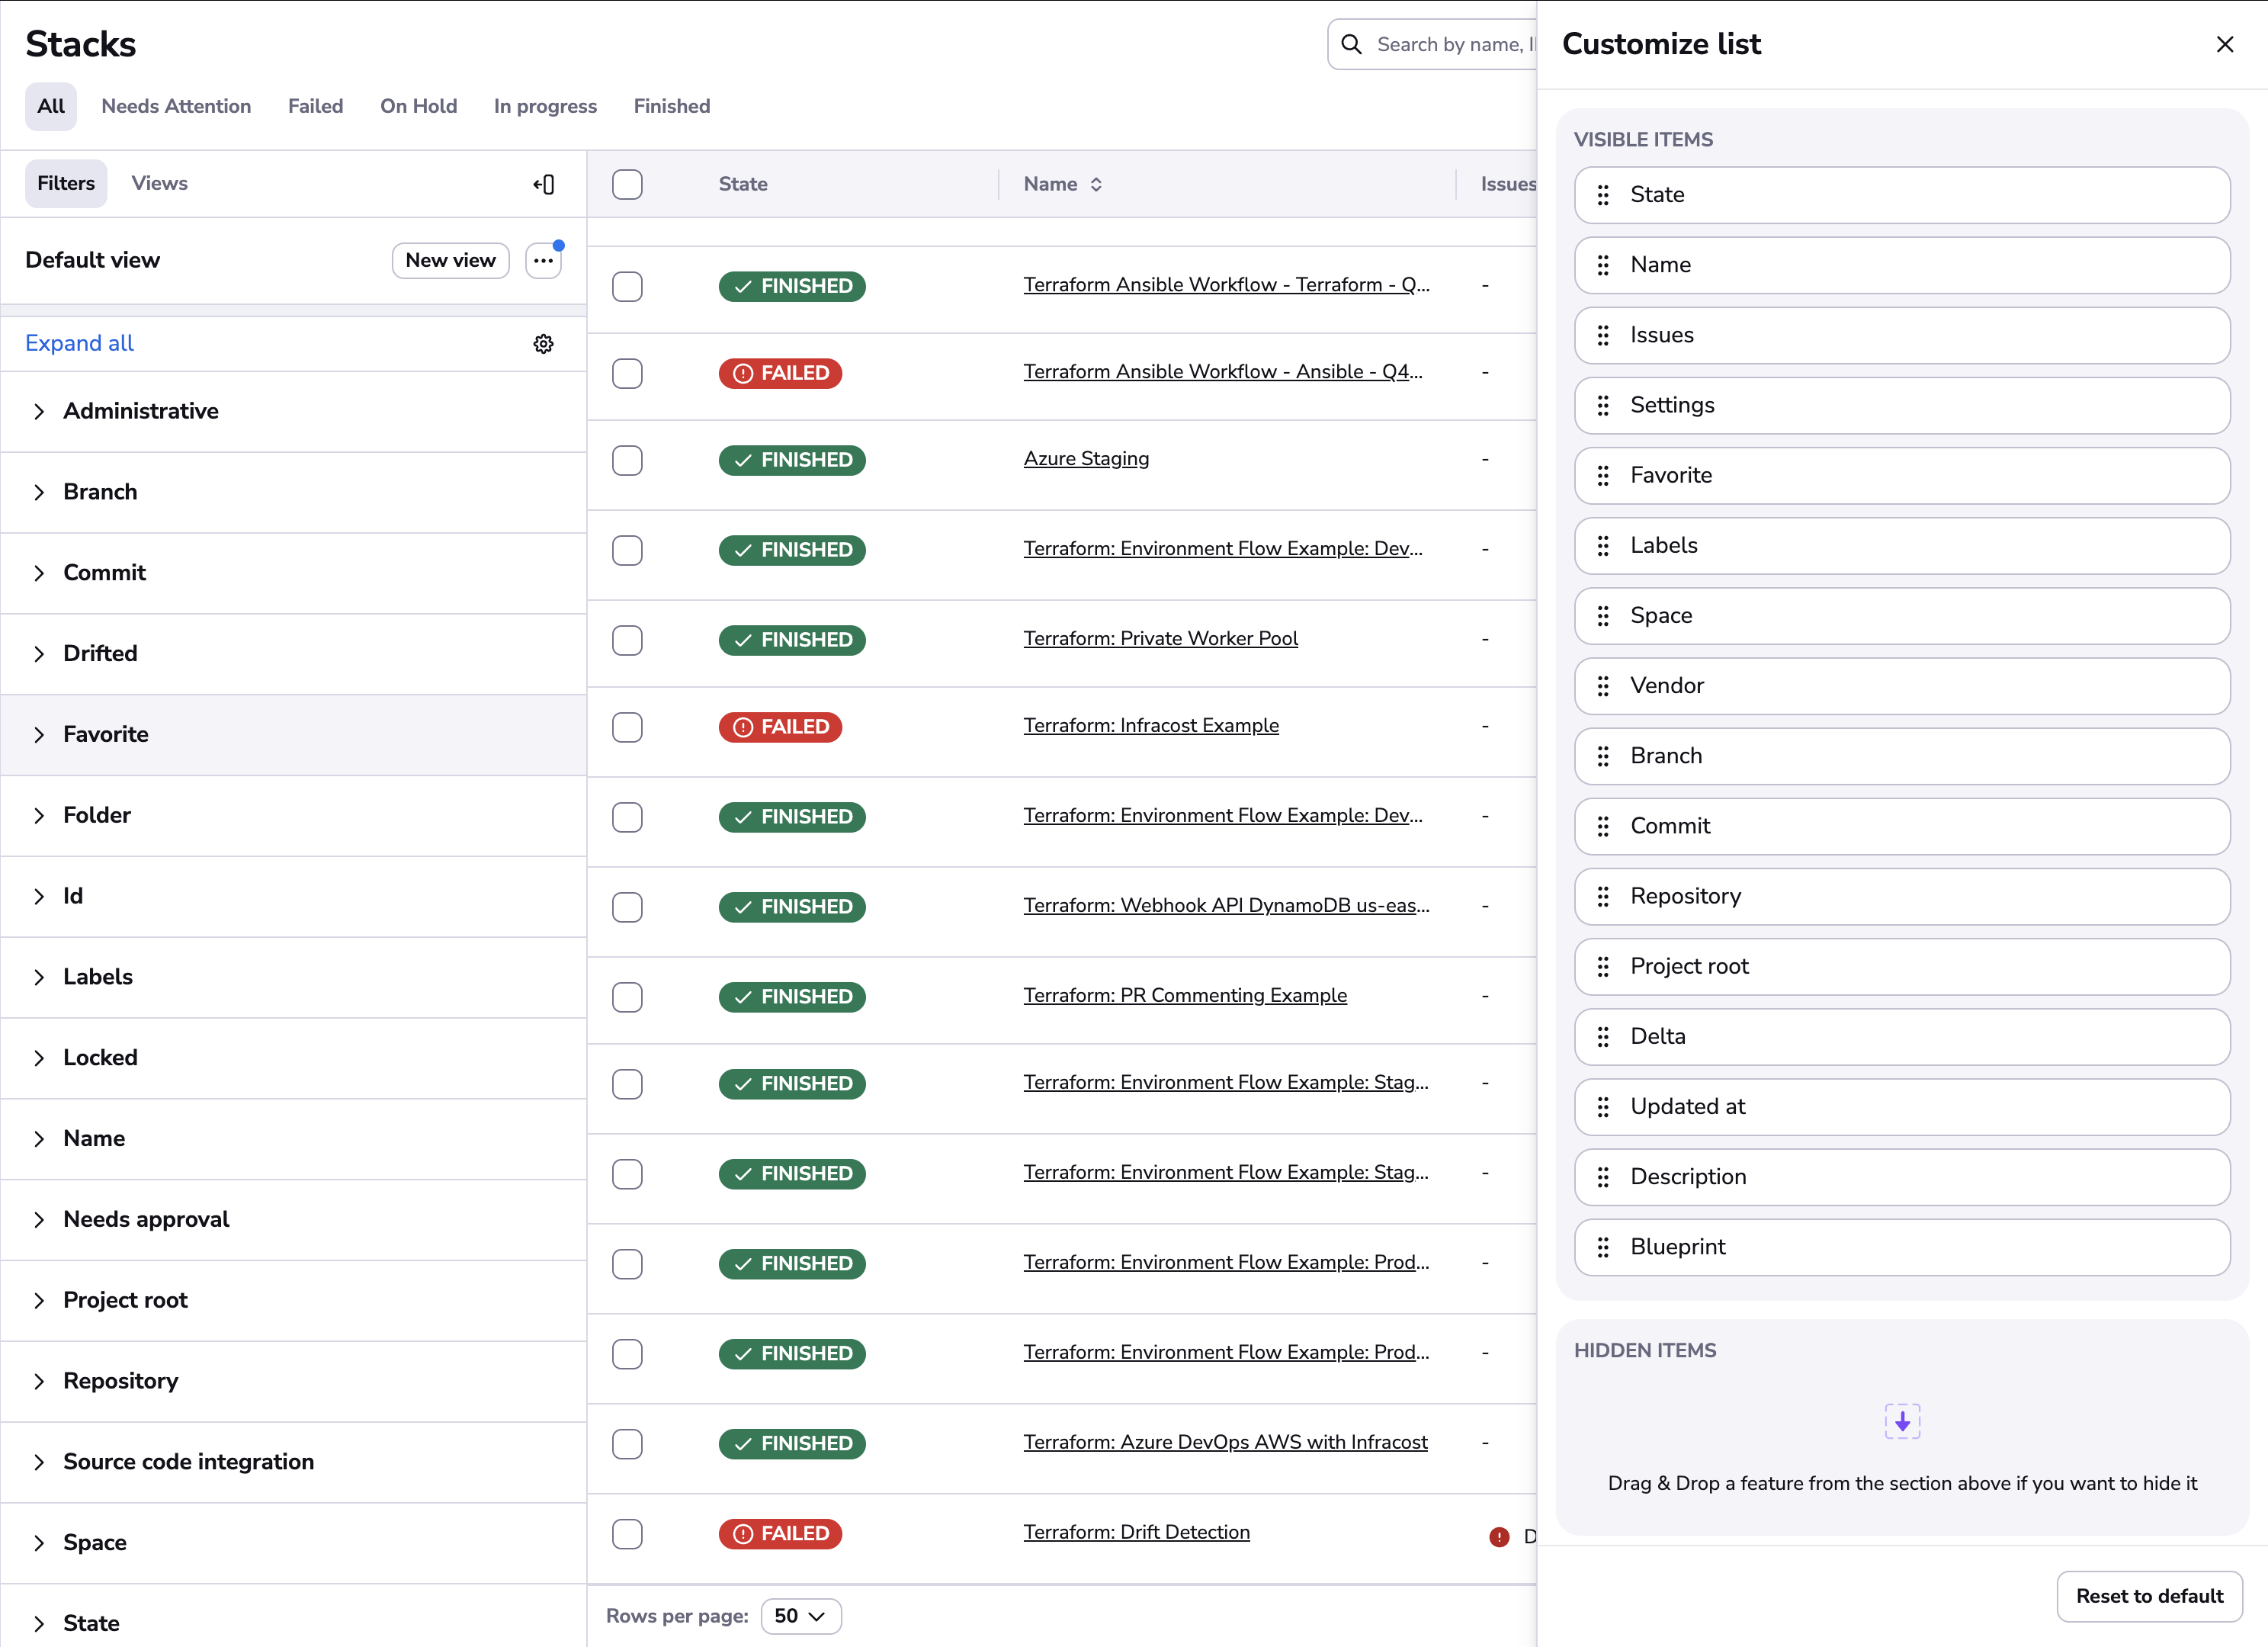 Stacks
Search by name, I
All
Needs Attention
Failed
On Hold
In progress
Finished
Filters
Views
Default view
New view
Expand all
Administrative
Branch
Commit
Drifted
Favorite
Folder
Id
Labels
Locked
Name
Needs approval
Project root
Repository
Source code integration
Space
State
State Name Issues
FINISHED Terraform Ansible Workflow - Terraform - Q... -
FAILED Terraform Ansible Workflow - Ansible - Q4... -
FINISHED Azure Staging -
FINISHED Terraform: Environment Flow Example: Dev... -
FINISHED Terraform: Private Worker Pool -
FAILED Terraform: Infracost Example -
FINISHED Terraform: Environment Flow Example: Dev... -
FINISHED Terraform: Webhook API DynamoDB us-eas... -
FINISHED Terraform: PR Commenting Example -
FINISHED Terraform: Environment Flow Example: Stag... -
FINISHED Terraform: Environment Flow Example: Stag... -
FINISHED Terraform: Environment Flow Example: Prod... -
FINISHED Terraform: Environment Flow Example: Prod... -
FINISHED Terraform: Azure DevOps AWS with Infracost -
FAILED Terraform: Drift Detection D
Rows per page: 50
Customize list
VISIBLE ITEMS
State
Name
Issues
Settings
Favorite
Labels
Space
Vendor
Branch
Commit
Repository
Project root
Delta
Updated at
Description
Blueprint
HIDDEN ITEMS
Drag & Drop a feature from the section above if you want to hide it
Reset to default